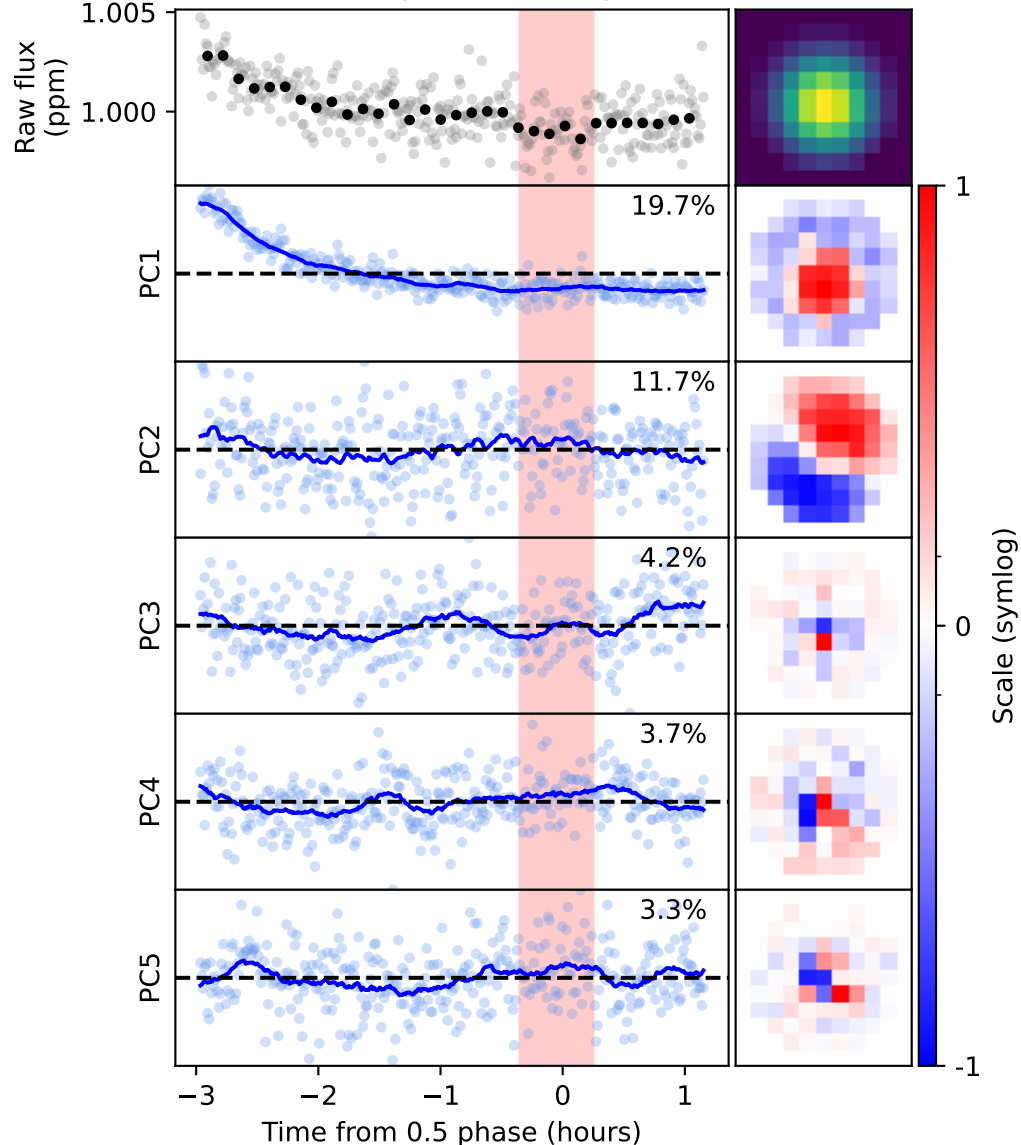 1.005
1.000
Raw flux
(ppm)
19.7%
PC1
11.7%
PC2
4.2%
PC3
3.7%
PC4
3.3%
PC5
−3
−2
−1
0
1
Time from 0.5 phase (hours)
1
0
-1
Scale (symlog)